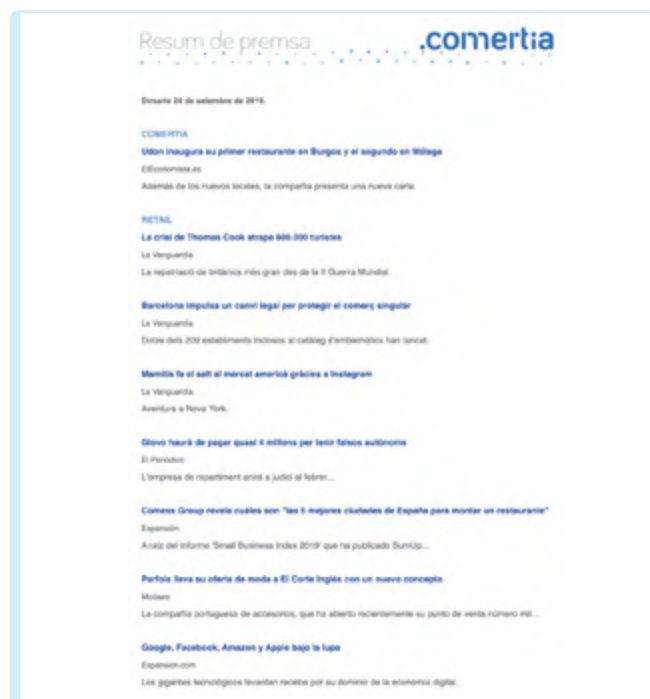 Resum de premsa
.comertia
Dimarts 24 de setembre de 2019.
COMERTIA
Udon inaugura su primer restaurante en Burgos y el segundo en Málaga
ElEconomista.es
Además de los nuevos locales, la compañía presenta una nueva carta.
RETAIL
La crisi de Thomas Cook atrapa 600.000 turistes
La Vanguardia
La repatriació de britànics més gran des de la II Guerra Mundial.
Barcelona impulsa un canvi legal per protegir el comerç singular
La Vanguardia
Dotze dels 209 establiments inclosos al catàleg d'emblemàtics han tancat.
Mamitis fa el salt al mercat americà gràcies a Instagram
La Vanguardia
Aventura a Nova York.
Glovo haurà de pagar quasi 4 milions per tenir falsos autònoms
El Periódico
L'empresa de repartiment anirà a judici al febrer...
Comess Group revela cuáles son "las 5 mejores ciudades de España para montar un restaurante"
Expansión
A raíz del informe 'Small Business Index 2019' que ha publicado SumUp...
Parfois lleva su oferta de moda a El Corte Inglés con un nuevo concepto
Modaes
La compañía portuguesa de accesorios, que ha abierto recientemente su punto de venta número mil...
Google, Facebook, Amazon y Apple bajo la lupa
Expansion.com
Los gigantes tecnológicos levantan recelos por su dominio de la economía digital.